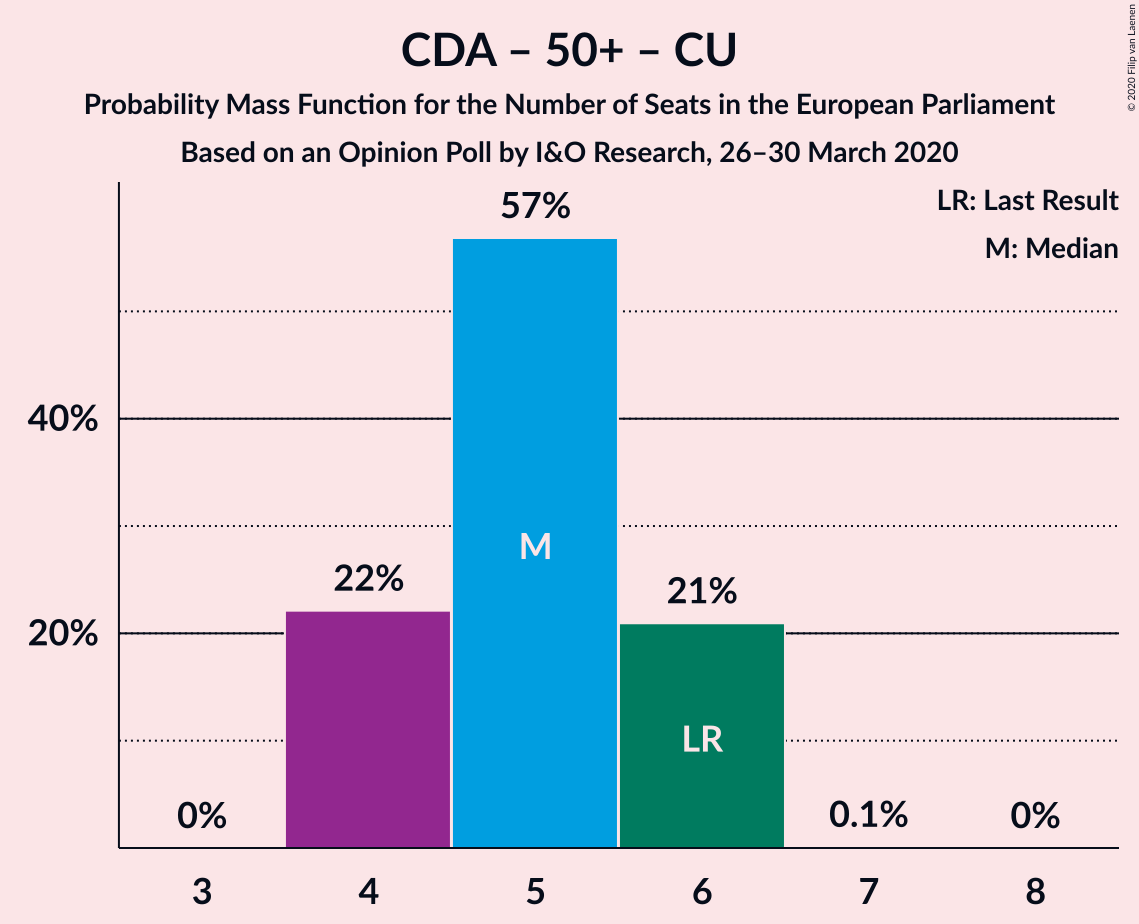 CDA – 50+ – CU
Probability Mass Function for the Number of Seats in the European Parliament
Based on an Opinion Poll by I&O Research, 26–30 March 2020
© 2020 Filip van Laenen
LR: Last Result
M: Median
57%
40%
M
22%
21%
20%
LR
0%
0.1%
0%
3
4
5
6
7
8